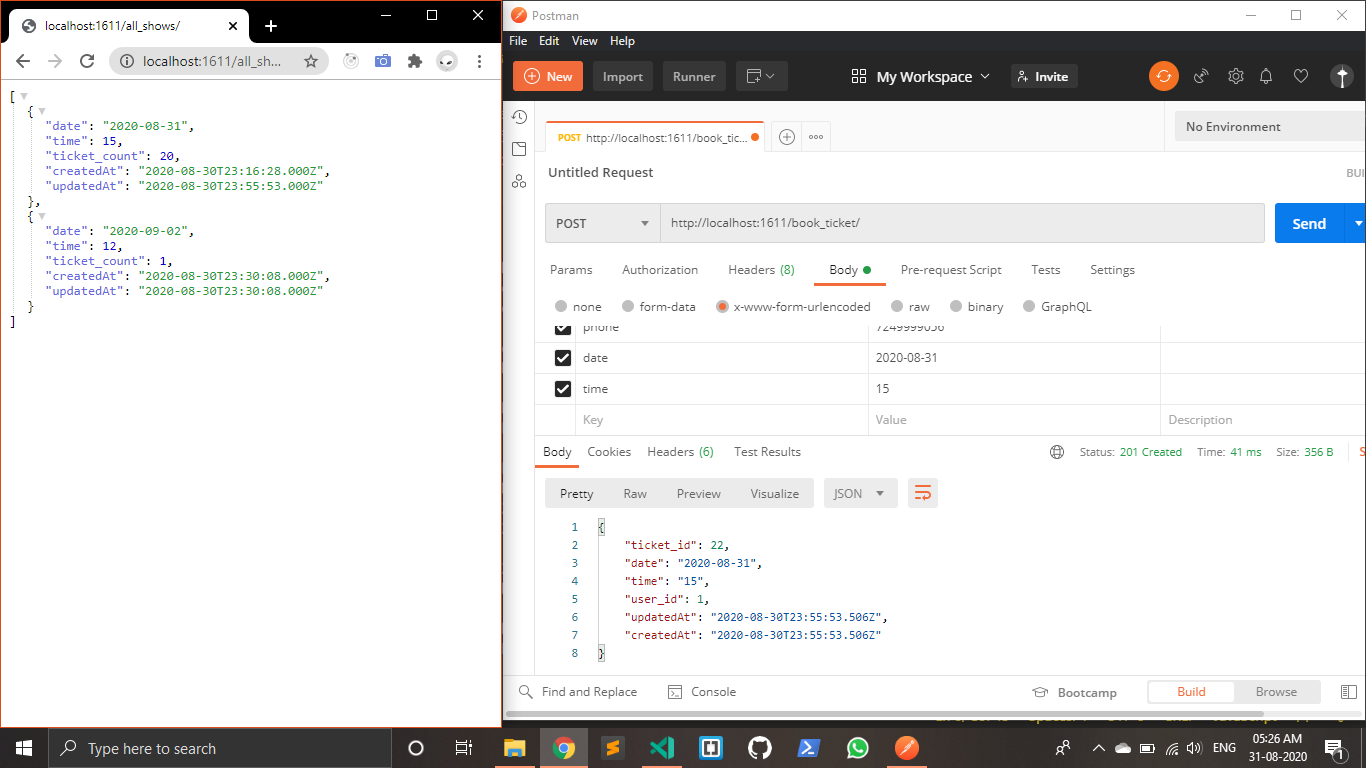 localhost:1611/all_shows/
localhost:1611/all_sh...
[
{
"date": "2020-08-31",
"time": 15,
"ticket_count": 20,
"createdAt": "2020-08-30T23:16:28.000Z",
"updatedAt": "2020-08-30T23:55:53.000Z"
},
{
"date": "2020-09-02",
"time": 12,
"ticket_count": 1,
"createdAt": "2020-08-30T23:30:08.000Z",
"updatedAt": "2020-08-30T23:30:08.000Z"
}
]
Postman
File Edit View Help
New Import Runner My Workspace Invite
POST http://localhost:1611/book_tic... No Environment
Untitled Request BUI
POST http://localhost:1611/book_ticket/ Send
Params Authorization Headers (8) Body Pre-request Script Tests Settings
none form-data x-www-form-urlencoded raw binary GraphQL
phone 7249999056
date 2020-08-31
time 15
Key Value Description
Body Cookies Headers (6) Test Results Status: 201 Created Time: 41 ms Size: 356 B S
Pretty Raw Preview Visualize JSON
1 {
2 "ticket_id": 22,
3 "date": "2020-08-31",
4 "time": "15",
5 "user_id": 1,
6 "updatedAt": "2020-08-30T23:55:53.506Z",
7 "createdAt": "2020-08-30T23:55:53.506Z"
8 }
Find and Replace Console Bootcamp Build Browse
Type here to search ENG 05:26 AM
31-08-2020 1